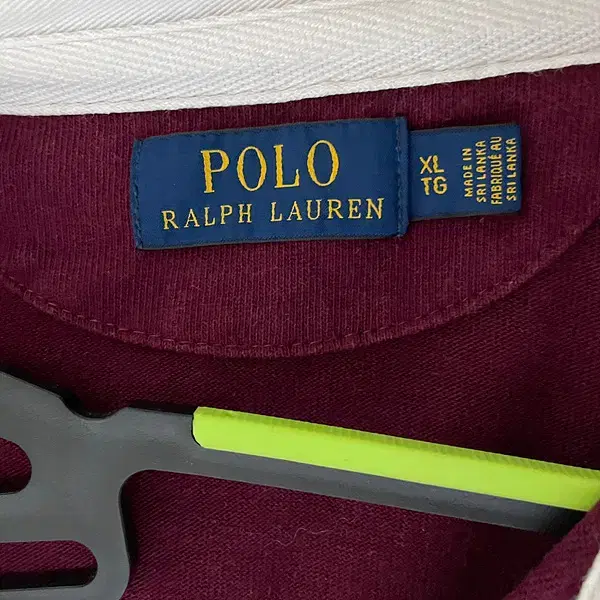 POLO
RALPH LAUREN
XL
TG
MADE IN
SRI LANKA
FABRIQUÉ AU
SRI LANKA